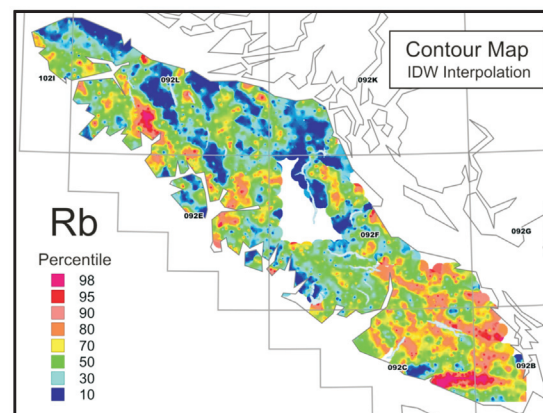 Contour Map
IDW Interpolation
102I
092L
092K
092E
092F
092G
092C
092B
Rb
Percentile
98
95
90
80
70
50
30
10